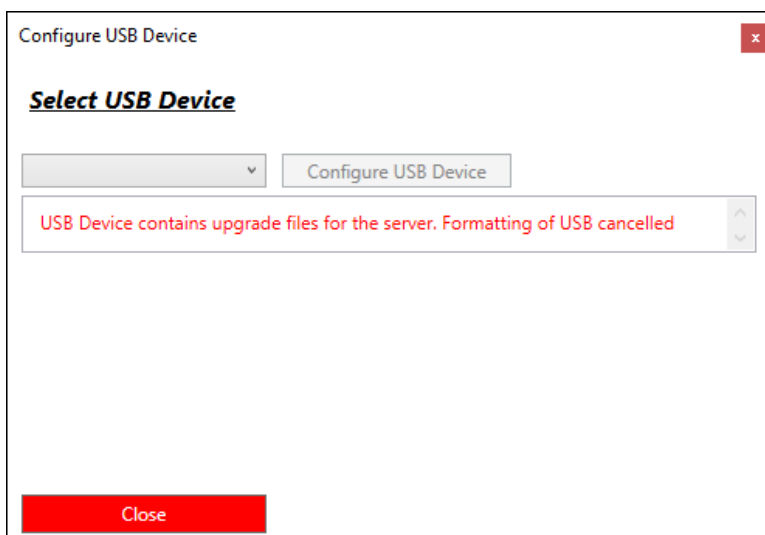 Configure USB Device
x
Select USB Device
Configure USB Device
USB Device contains upgrade files for the server. Formatting of USB cancelled
Close